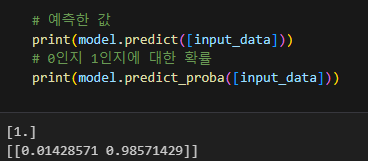 # 예측한 값
print(model.predict([input_data]))
# 0인지 1인지에 대한 확률
print(model.predict_proba([input_data]))
[1.]
[[0.01428571 0.98571429]]